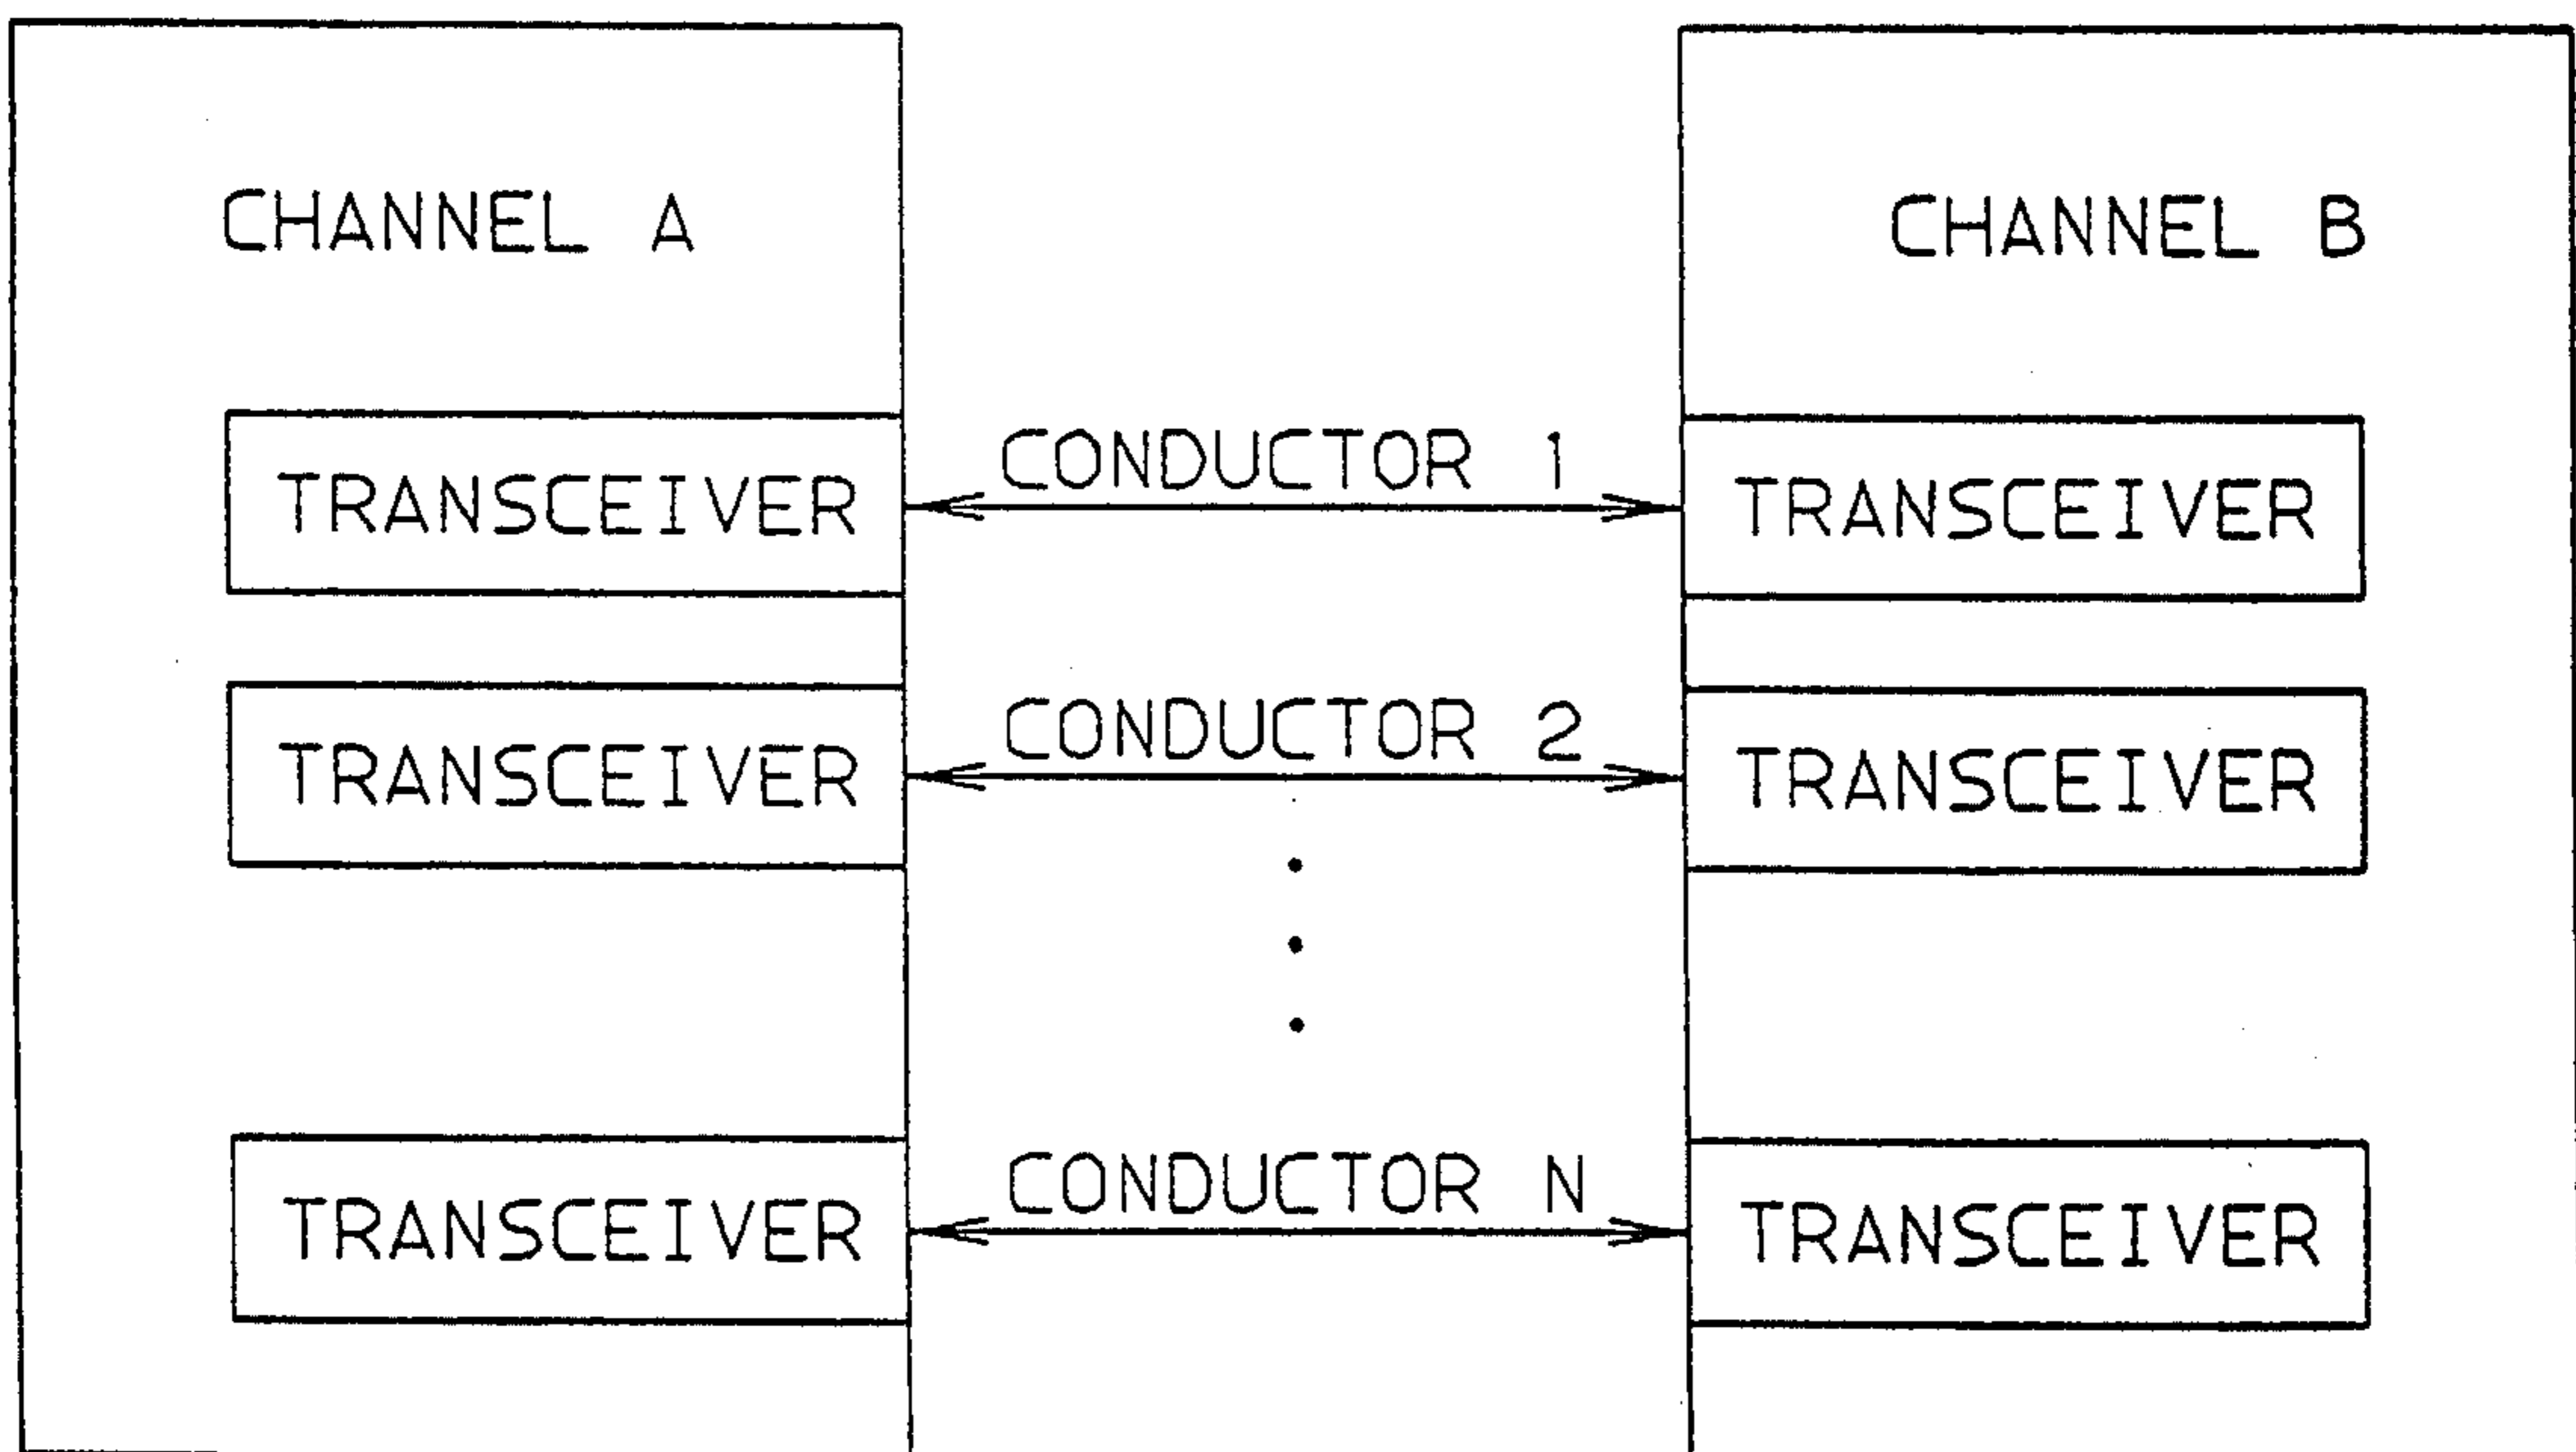 CHANNEL A
CHANNEL B
TRANSCEIVER
CONDUCTOR 1
TRANSCEIVER
TRANSCEIVER
CONDUCTOR 2
TRANSCEIVER
TRANSCEIVER
CONDUCTOR N
TRANSCEIVER